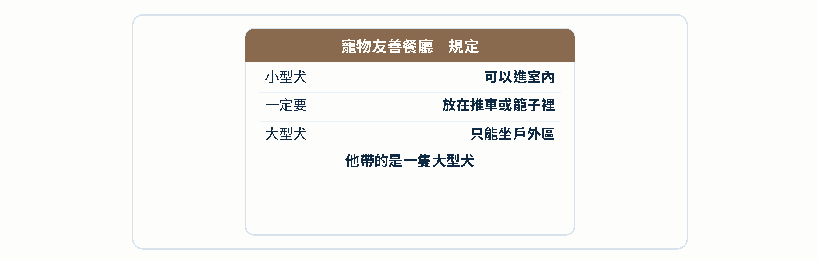 寵物友善餐廳　規定
小型犬　可以進室內
一定要　放在推車或籠子裡
大型犬　只能坐戶外區
他帶的是一隻大型犬